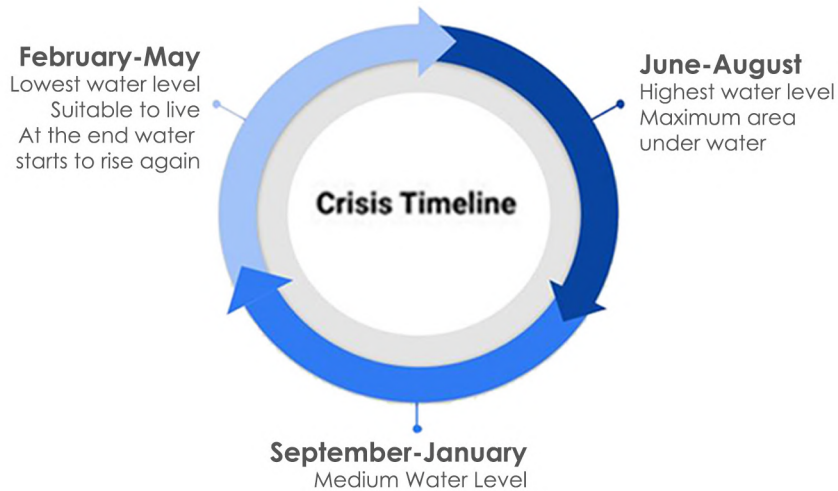 February-May
Lowest water level
Suitable to live
At the end water
starts to rise again
June-August
Highest water level
Maximum area
under water
Crisis Timeline
September-January
Medium Water Level